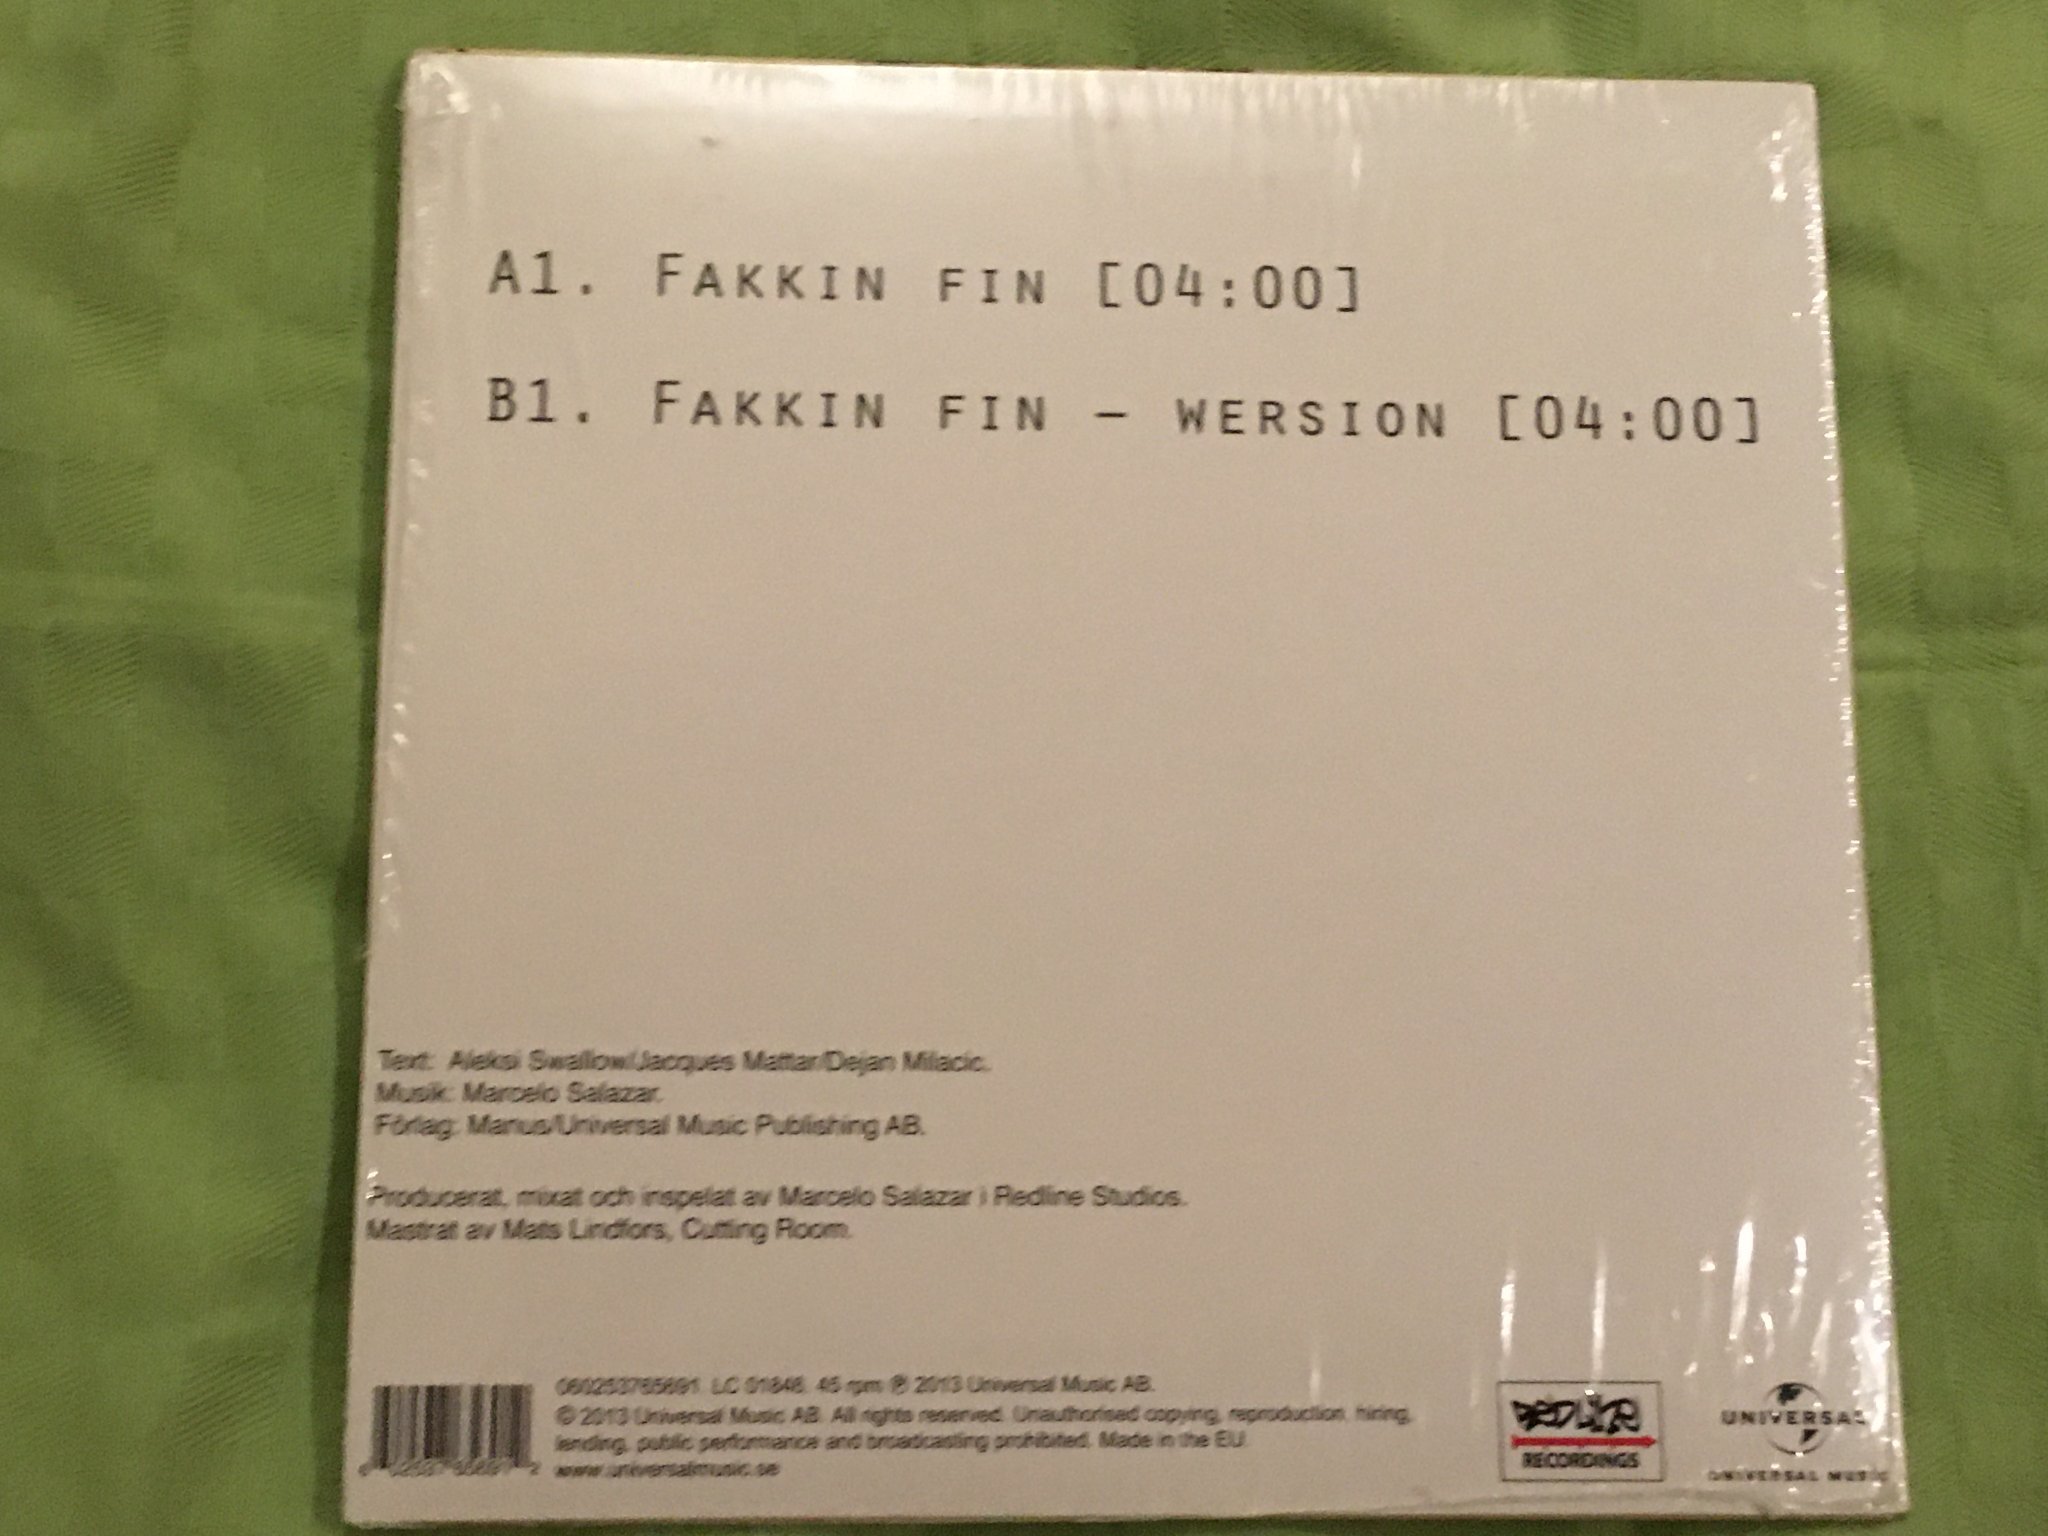 A1. Fakkin fin [04:00]
B1. Fakkin fin – wersion [04:00]
Text: Aleksi Swallow/Jacques Mattar/Dejan Milacic.
Musik: Marcelo Salazar.
Förlag: Manus/Universal Music Publishing AB.
Producerat, mixat och inspelat av Marcelo Salazar i Redline Studios.
Mastrat av Mats Lindfors, Cutting Room.
LC 01846. 45 rpm ℗ 2013 Universal Music AB.
© 2013 Universal Music AB. All rights reserved. Unauthorised copying, reproduction, hiring,
lending, public performance and broadcasting prohibited. Made in the EU.
www.universalmusic.se
REDLINE
RECORDINGS
UNIVERSAL
UNIVERSAL MUSIC